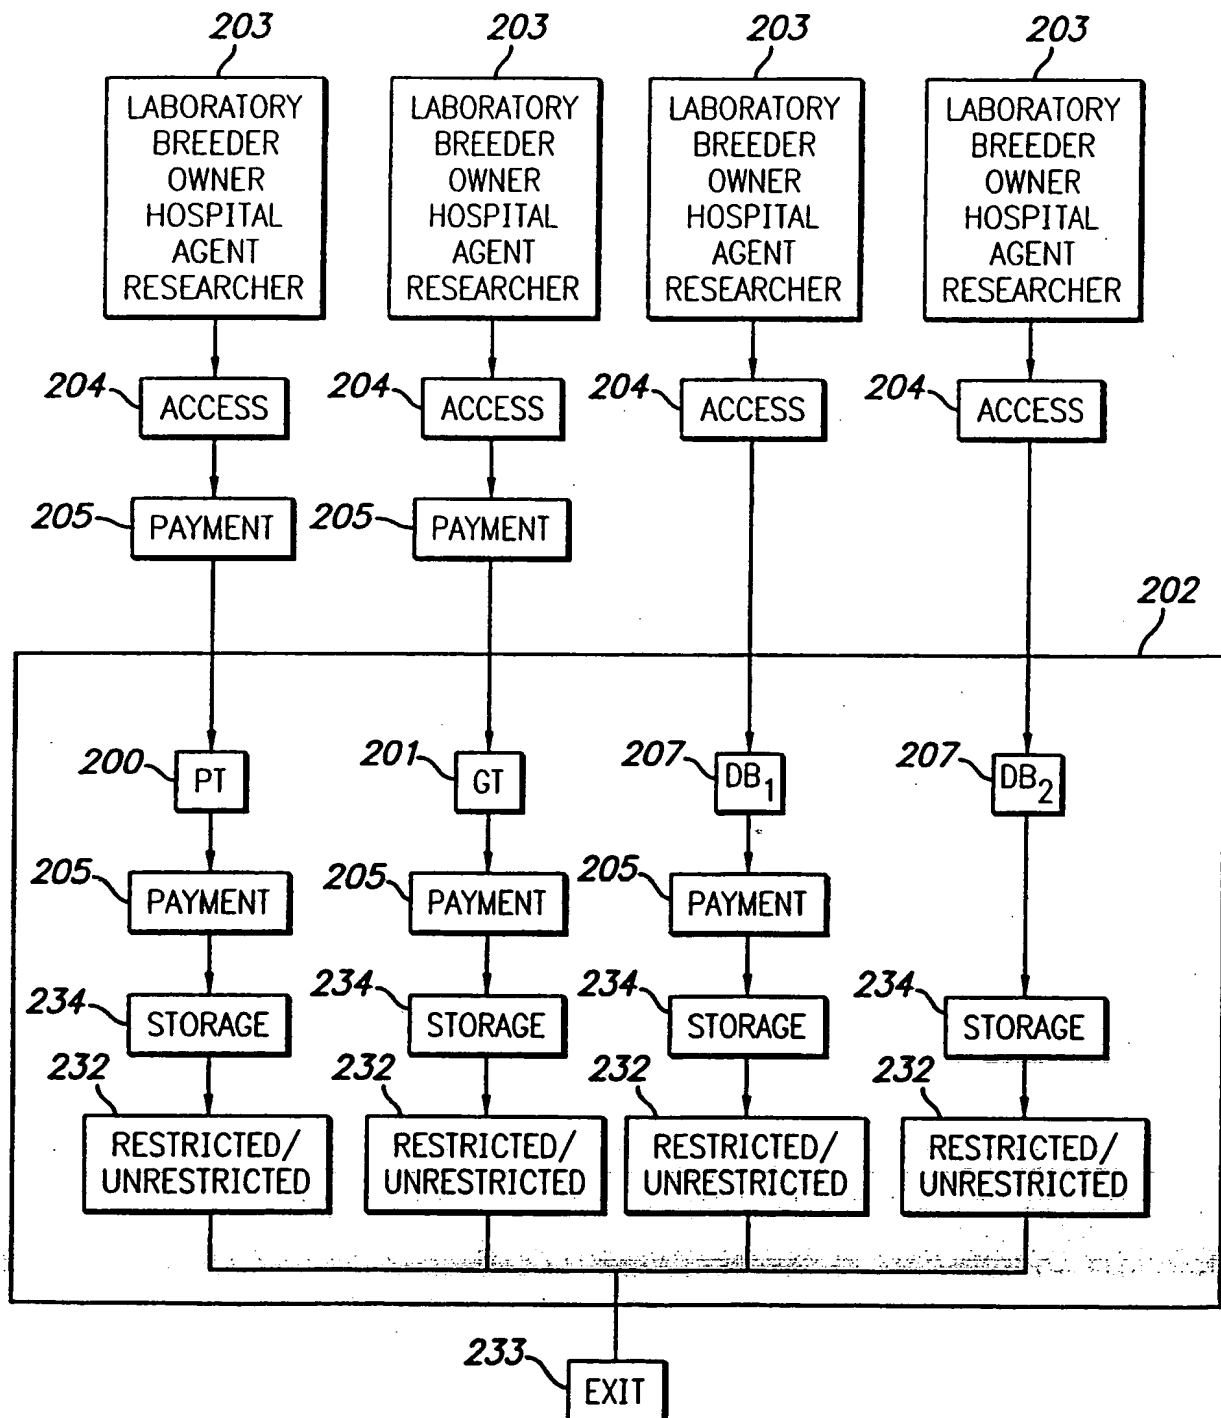 203 203 203 203
LABORATORY LABORATORY LABORATORY LABORATORY
BREEDER BREEDER BREEDER BREEDER
OWNER OWNER OWNER OWNER
HOSPITAL HOSPITAL HOSPITAL HOSPITAL
AGENT AGENT AGENT AGENT
RESEARCHER RESEARCHER RESEARCHER RESEARCHER
204 ACCESS 204 ACCESS 204 ACCESS 204 ACCESS
205 PAYMENT 205 PAYMENT
202
200 PT 201 GT 207 DB1 207 DB2
205 PAYMENT 205 PAYMENT 205 PAYMENT
234 STORAGE 234 STORAGE 234 STORAGE 234 STORAGE
232 232 232 232
RESTRICTED/ RESTRICTED/ RESTRICTED/ RESTRICTED/
UNRESTRICTED UNRESTRICTED UNRESTRICTED UNRESTRICTED
233 EXIT